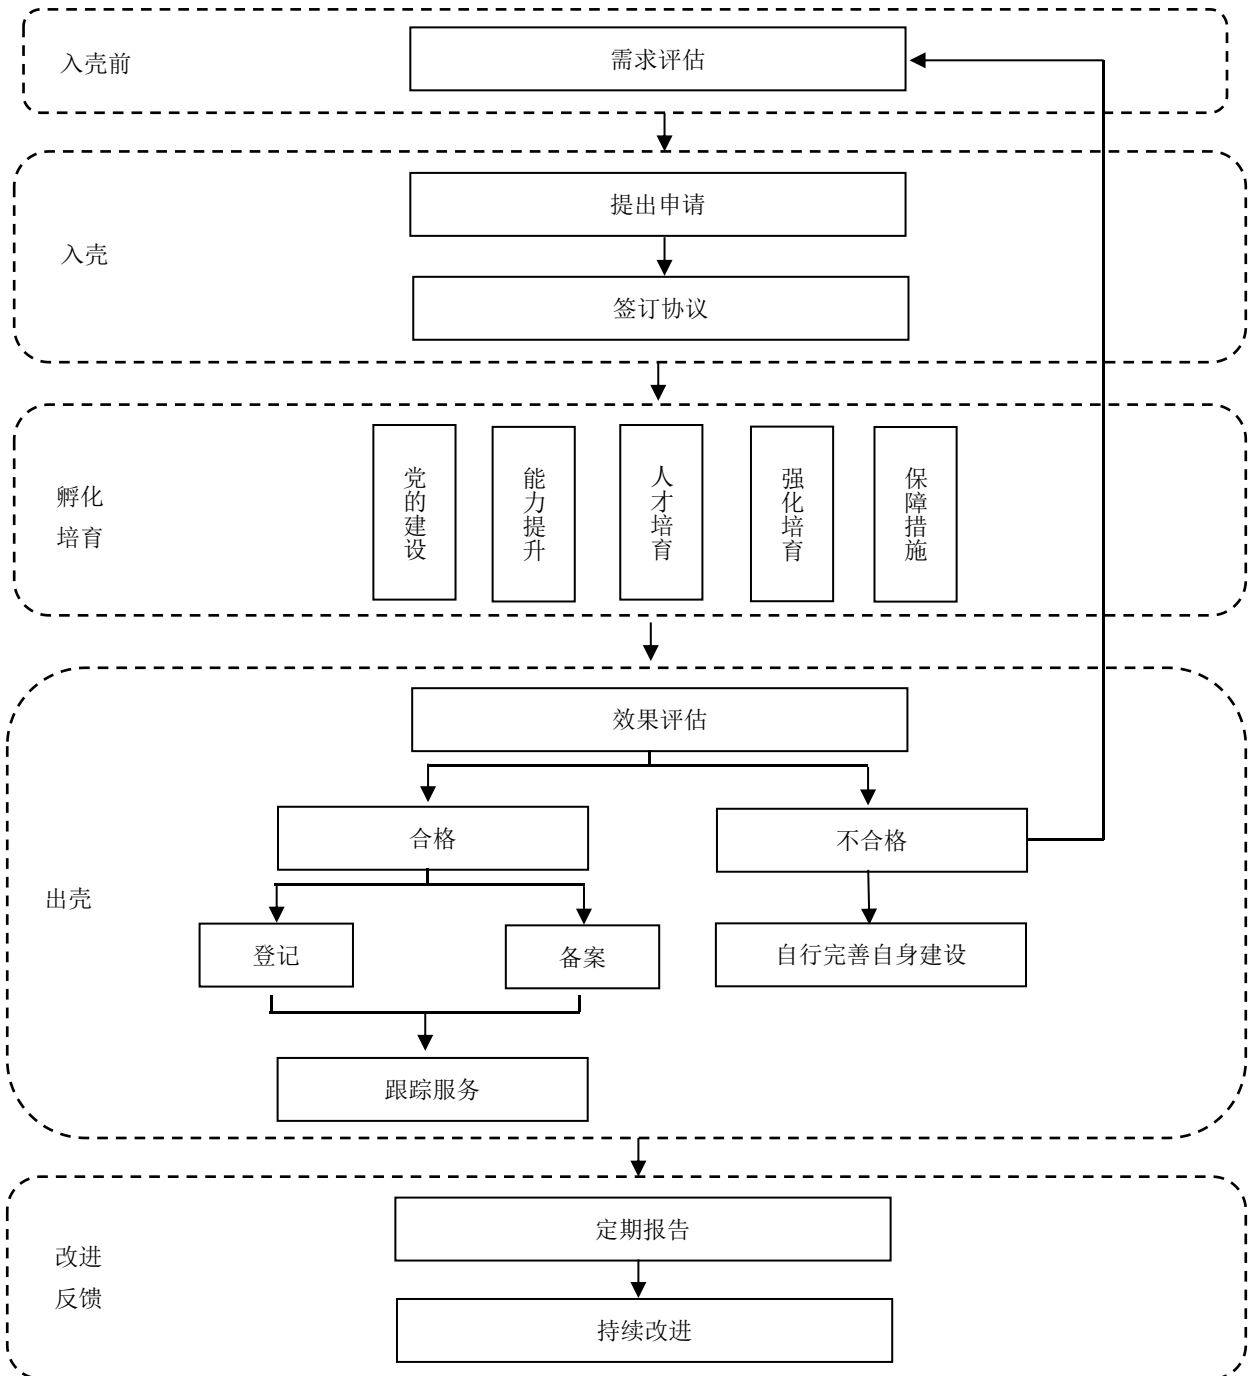 入壳前
需求评估
入壳
提出申请
签订协议
孵化
培育
党的建设
能力提升
人才培育
强化培育
保障措施
出壳
效果评估
合格
不合格
登记
备案
自行完善自身建设
跟踪服务
改进
反馈
定期报告
持续改进